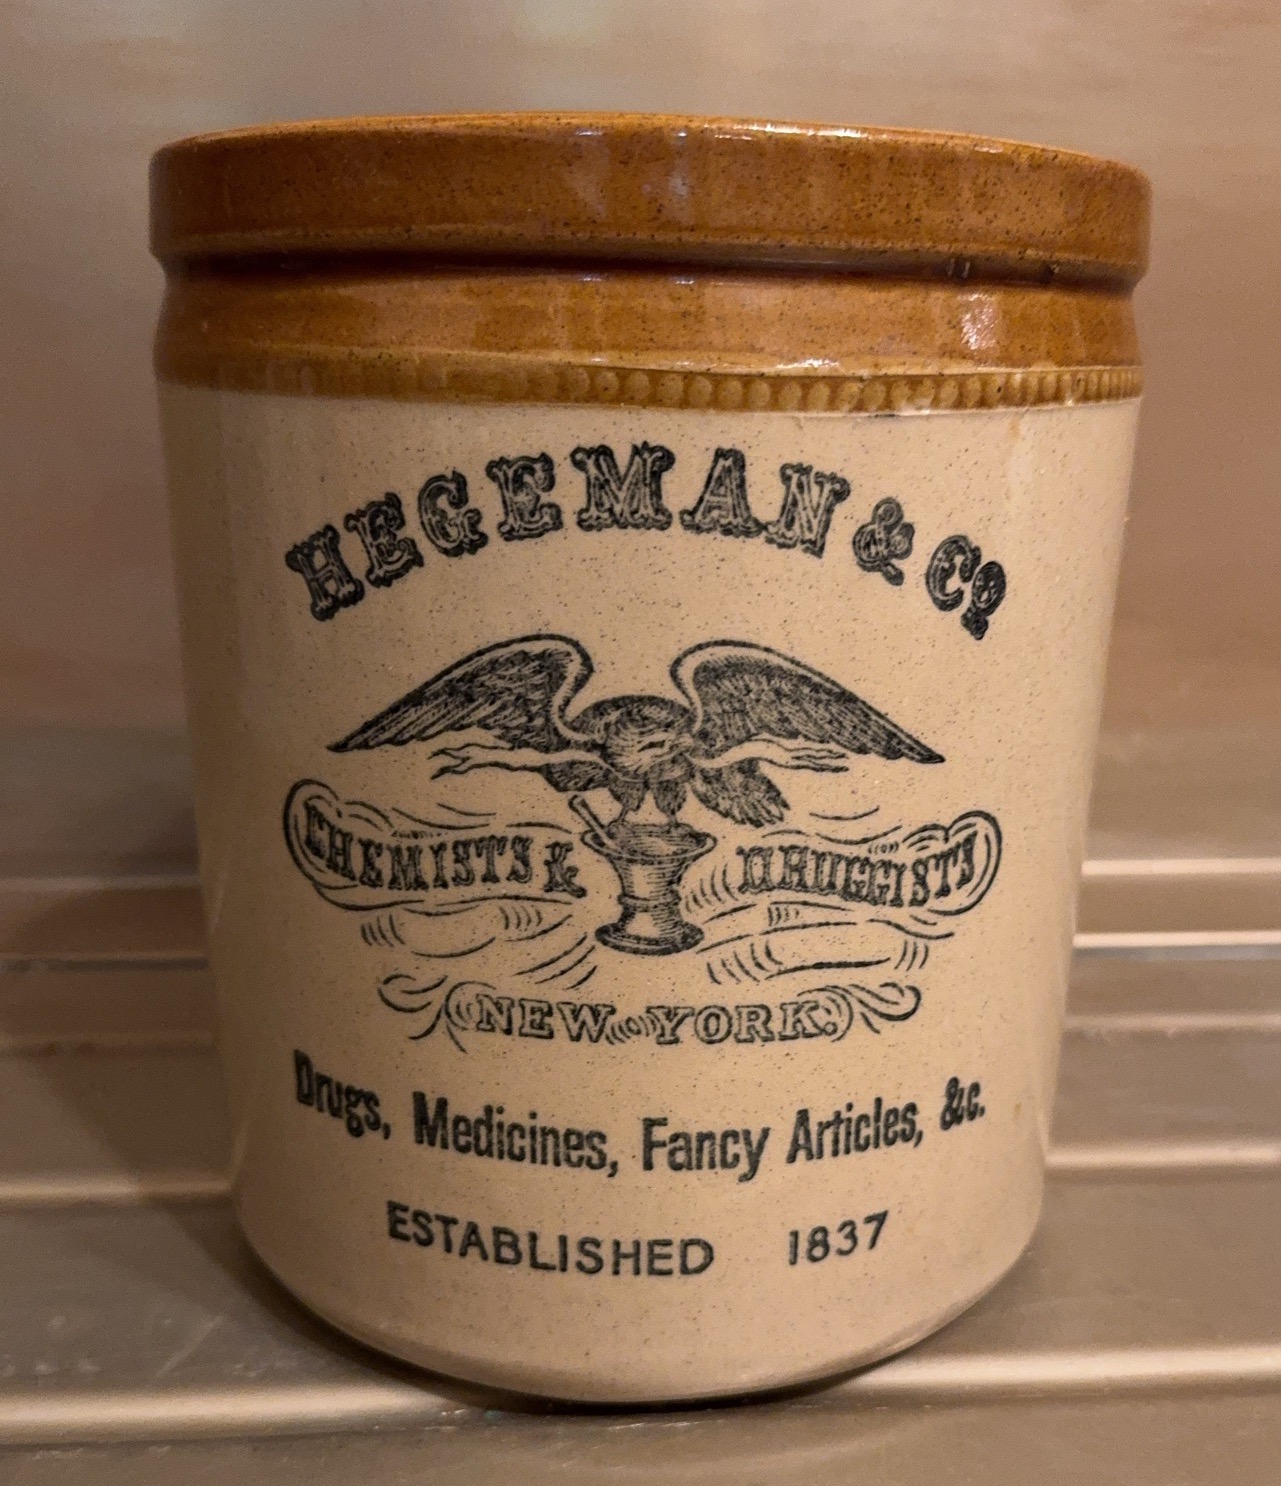 HEGEMAN & Co
CHEMISTS & DRUGGISTS
NEW YORK.
Drugs, Medicines, Fancy Articles, &c.
ESTABLISHED 1837